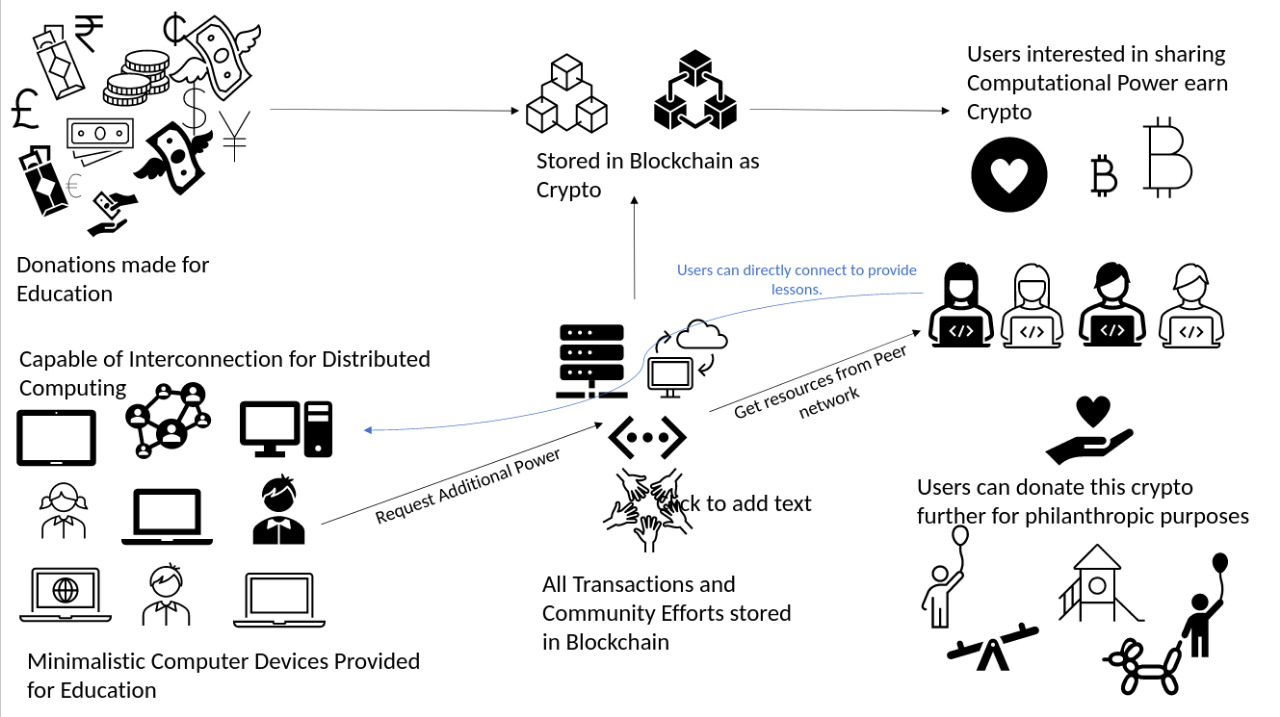 Donations made for
Education
Stored in Blockchain as
Crypto
Users interested in sharing
Computational Power earn
Crypto
Users can directly connect to provide
lessons.
Capable of Interconnection for Distributed
Computing
Request Additional Power
Get resources from Peer
network
Click to add text
All Transactions and
Community Efforts stored
in Blockchain
Users can donate this crypto
further for philanthropic purposes
Minimalistic Computer Devices Provided
for Education